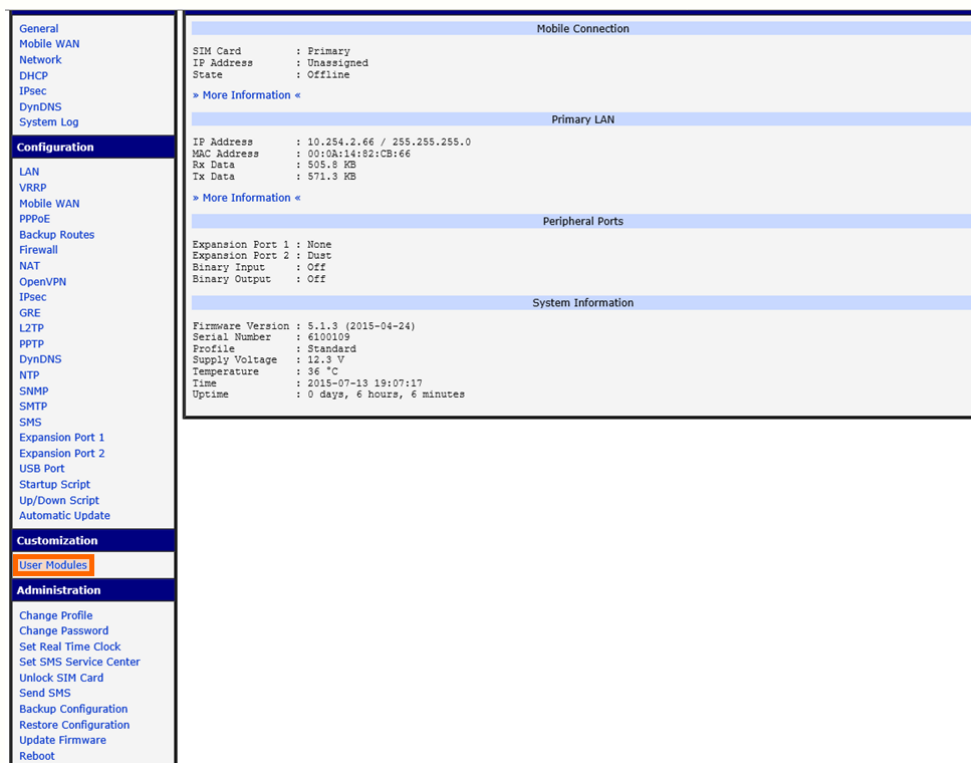 General
Mobile WAN
Network
DHCP
IPsec
DynDNS
System Log
Configuration
LAN
VRRP
Mobile WAN
PPPoE
Backup Routes
Firewall
NAT
OpenVPN
IPsec
GRE
L2TP
PPTP
DynDNS
NTP
SNMP
SMTP
SMS
Expansion Port 1
Expansion Port 2
USB Port
Startup Script
Up/Down Script
Automatic Update
Customization
User Modules
Administration
Change Profile
Change Password
Set Real Time Clock
Set SMS Service Center
Unlock SIM Card
Send SMS
Backup Configuration
Restore Configuration
Update Firmware
Reboot
Mobile Connection
SIM Card : Primary
IP Address : Unassigned
State : Offline
» More Information «
Primary LAN
IP Address : 10.254.2.66 / 255.255.255.0
MAC Address : 00:0A:14:82:CB:66
Rx Data : 505.8 KB
Tx Data : 571.3 KB
» More Information «
Peripheral Ports
Expansion Port 1 : None
Expansion Port 2 : Dust
Binary Input : Off
Binary Output : Off
System Information
Firmware Version : 5.1.3 (2015-04-24)
Serial Number : 6100109
Profile : Standard
Supply Voltage : 12.3 V
Temperature : 36 °C
Time : 2015-07-13 19:07:17
Uptime : 0 days, 6 hours, 6 minutes